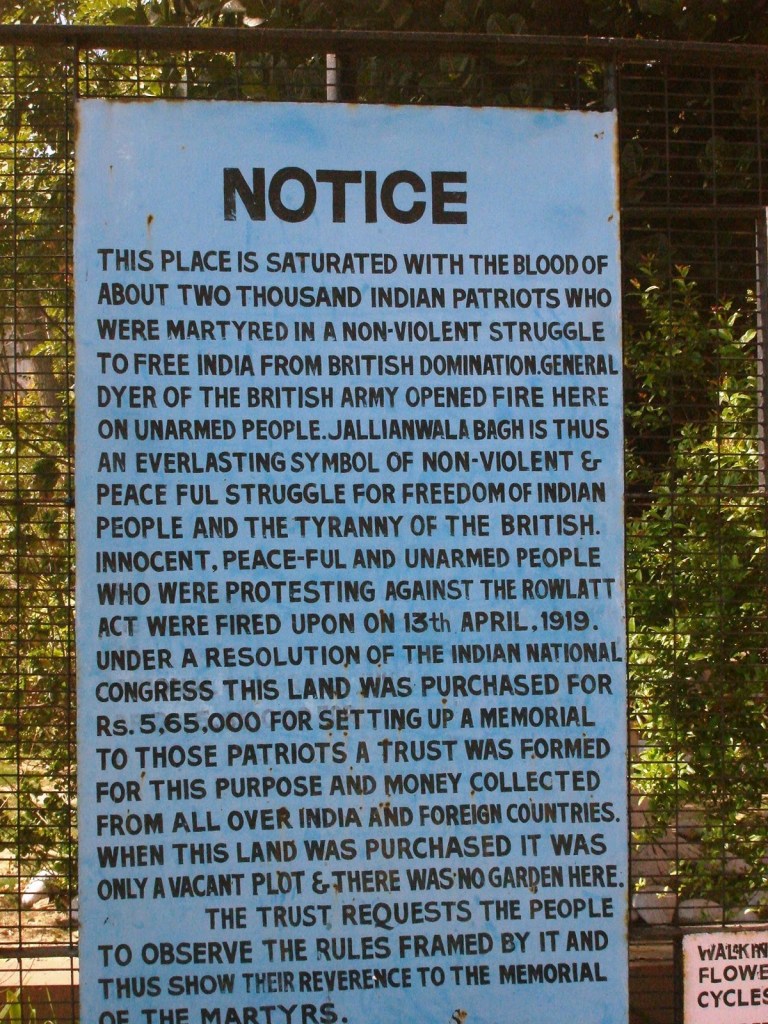 NOTICE
THIS PLACE IS SATURATED WITH THE BLOOD OF
ABOUT TWO THOUSAND INDIAN PATRIOTS WHO
WERE MARTYRED IN A NON-VIOLENT STRUGGLE
TO FREE INDIA FROM BRITISH DOMINATION.GENERAL
DYER OF THE BRITISH ARMY OPENED FIRE HERE
ON UNARMED PEOPLE.JALLIANWALA BAGH IS THUS
AN EVERLASTING SYMBOL OF NON-VIOLENT &
PEACE FUL STRUGGLE FOR FREEDOM OF INDIAN
PEOPLE AND THE TYRANNY OF THE BRITISH.
INNOCENT, PEACE-FUL AND UNARMED PEOPLE
WHO WERE PROTESTING AGAINST THE ROWLATT
ACT WERE FIRED UPON ON 13th APRIL, 1919.
UNDER A RESOLUTION OF THE INDIAN NATIONAL
CONGRESS THIS LAND WAS PURCHASED FOR
Rs. 5,65,000 FOR SETTING UP A MEMORIAL
TO THOSE PATRIOTS A TRUST WAS FORMED
FOR THIS PURPOSE AND MONEY COLLECTED
FROM ALL OVER INDIA AND FOREIGN COUNTRIES.
WHEN THIS LAND WAS PURCHASED IT WAS
ONLY A VACANT PLOT & THERE WAS NO GARDEN HERE.
THE TRUST REQUESTS THE PEOPLE
TO OBSERVE THE RULES FRAMED BY IT AND
THUS SHOW THEIR REVERENCE TO THE MEMORIAL
OF THE MARTYRS.
FLOWE
CYCLES